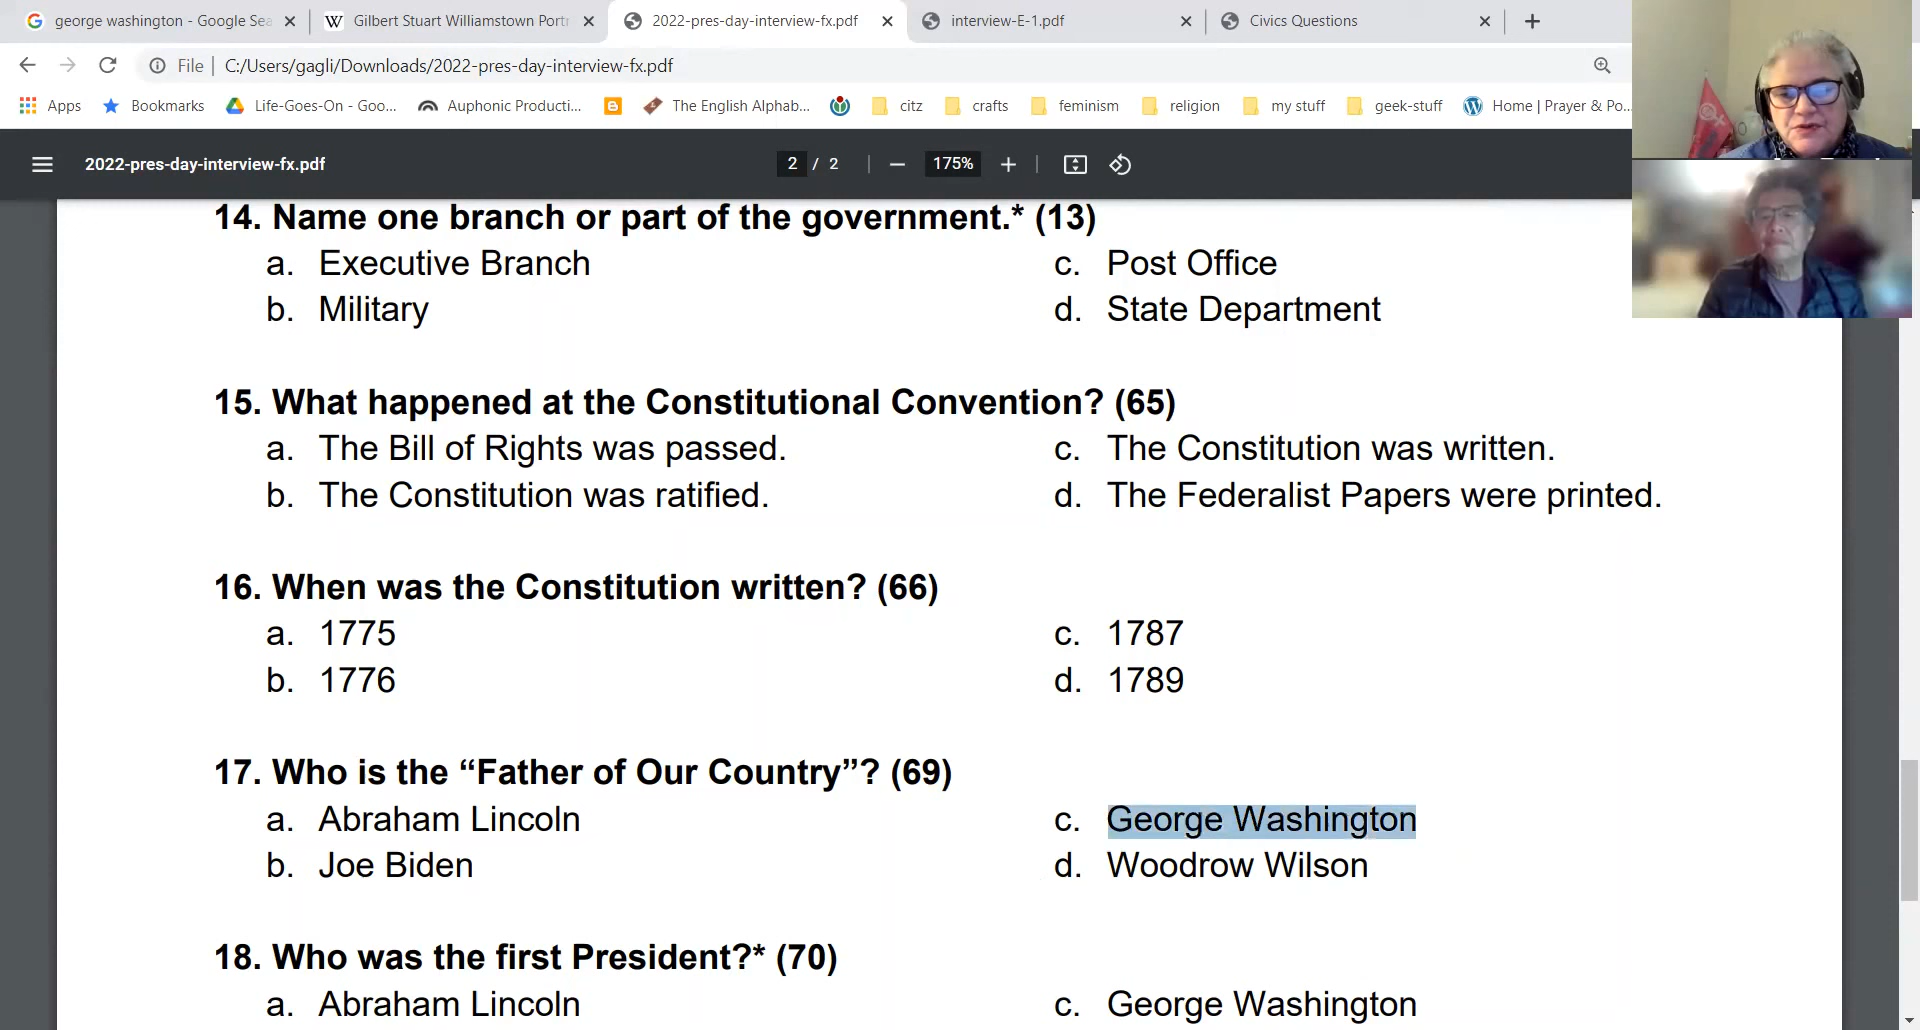 george washington - Google Sea
Gilbert Stuart Williamstown Portr
2022-pres-day-interview-fx.pdf
interview-E-1.pdf
Civics Questions
File
C:/Users/gagli/Downloads/2022-pres-day-interview-fx.pdf
Apps
Bookmarks
Life-Goes-On - Goo...
Auphonic Producti...
The English Alphab...
citz
crafts
feminism
religion
my stuff
geek-stuff
Home | Prayer & Po...
2022-pres-day-interview-fx.pdf
2 / 2
175%
14. Name one branch or part of the government.* (13)
a. Executive Branch
c. Post Office
b. Military
d. State Department
15. What happened at the Constitutional Convention? (65)
a. The Bill of Rights was passed.
c. The Constitution was written.
b. The Constitution was ratified.
d. The Federalist Papers were printed.
16. When was the Constitution written? (66)
a. 1775
c. 1787
b. 1776
d. 1789
17. Who is the “Father of Our Country”? (69)
a. Abraham Lincoln
c. George Washington
b. Joe Biden
d. Woodrow Wilson
18. Who was the first President?* (70)
a. Abraham Lincoln
c. George Washington